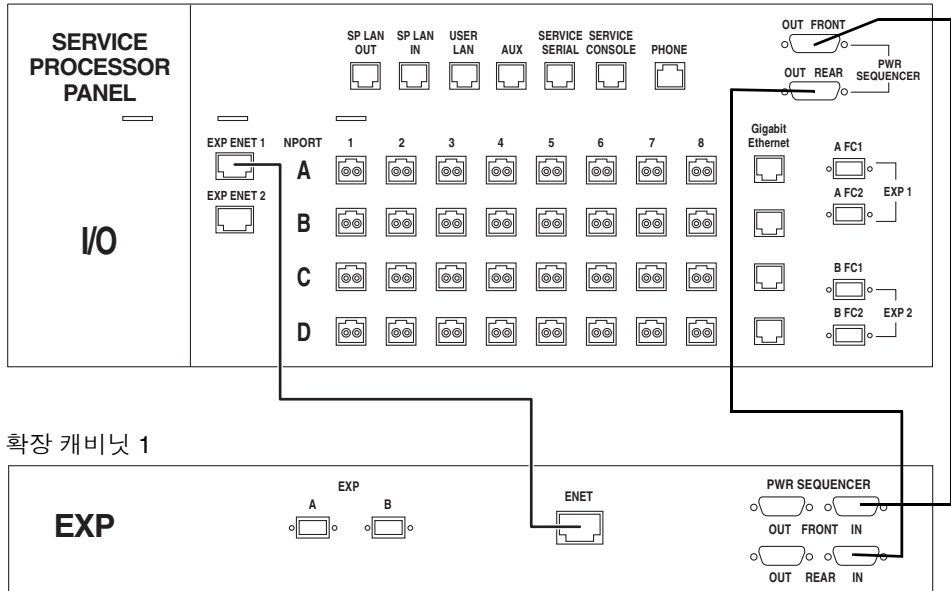 SERVICE
PROCESSOR
PANEL
I/O
SP LAN
OUT
SP LAN
IN
USER
LAN
AUX
SERVICE
SERIAL
SERVICE
CONSOLE
PHONE
OUT FRONT
OUT REAR
PWR
SEQUENCER
EXP ENET 1
EXP ENET 2
NPORT 1 2 3 4 5 6 7 8
A
B
C
D
Gigabit
Ethernet
A FC1
A FC2
EXP 1
B FC1
B FC2
EXP 2
확장 캐비닛 1
EXP
EXP
A B
ENET
PWR SEQUENCER
OUT FRONT IN
OUT REAR IN